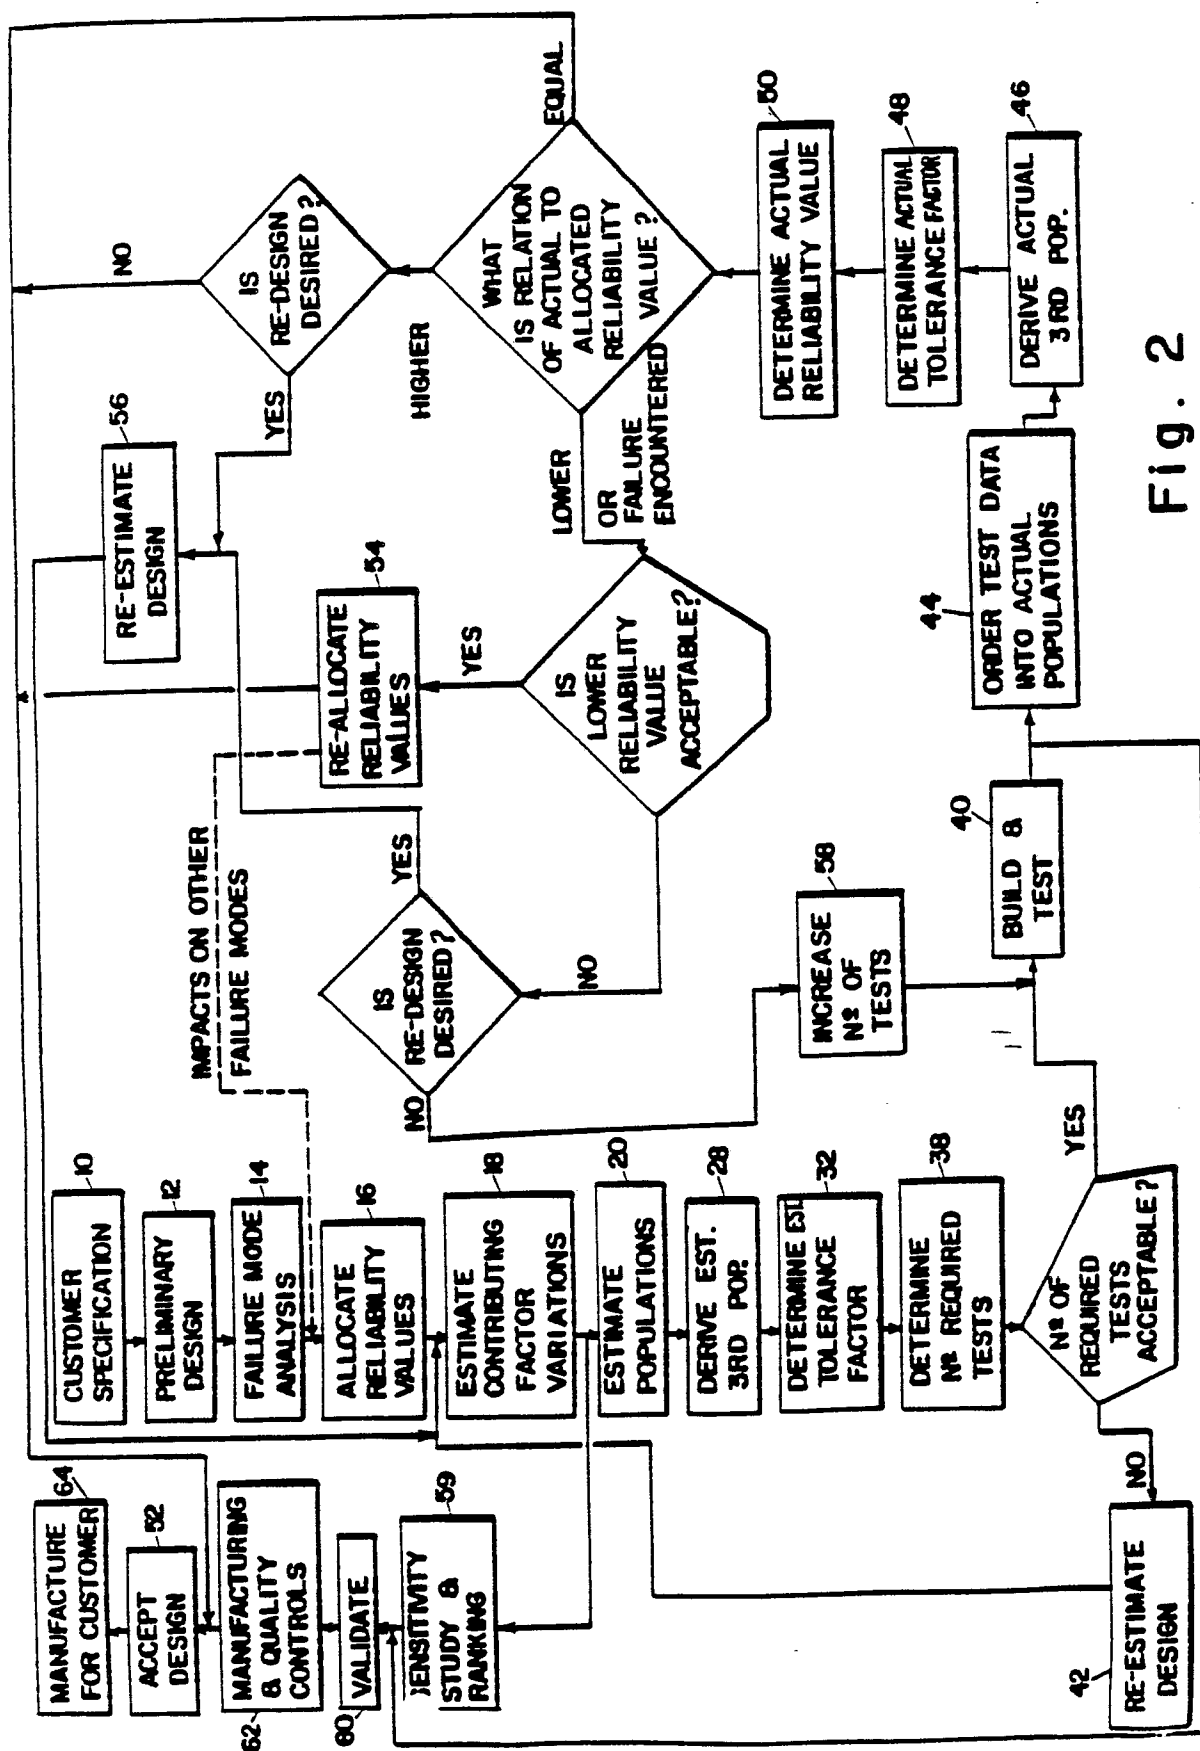 MANUFACTURE
FOR CUSTOMER
64
ACCEPT
DESIGN
52
MANUFACTURING
& QUALITY
CONTROLS
62
VALIDATE
60
STUDY &
RANKING
59
CUSTOMER
SPECIFICATION
10
PRELIMINARY
DESIGN
12
FAILURE MODE
ANALYSIS
14
ALLOCATE
RELIABILITY
VALUES
16
ESTIMATE
CONTRIBUTING
FACTOR
VARIATIONS
18
ESTIMATE
POPULATIONS
20
DERIVE EST.
3RD POP.
28
DETERMINE EST.
TOLERANCE
FACTOR
32
DETERMINE
Nº REQUIRED
TESTS
38
Nº OF
REQUIRED
TESTS
ACCEPTABLE?
NO
YES
RE-ESTIMATE
DESIGN
42
IMPACTS ON OTHER
FAILURE MODES
IS
RE-DESIGN
DESIRED?
NO
YES
INCREASE
Nº OF
TESTS
58
BUILD &
TEST
40
RE-ESTIMATE
DESIGN
56
RE-ALLOCATE
RELIABILITY
VALUES
54
YES
IS
LOWER
RELIABILITY
VALUE
ACCEPTABLE?
NO
ORDER TEST DATA
INTO ACTUAL
POPULATIONS
44
NO
IS
RE-DESIGN
DESIRED?
YES
HIGHER
WHAT
IS RELATION
OF ACTUAL TO
ALLOCATED
RELIABILITY
VALUE?
EQUAL
LOWER
OR
FAILURE
ENCOUNTERED
DETERMINE ACTUAL
RELIABILITY VALUE
50
DETERMINE ACTUAL
TOLERANCE FACTOR
48
DERIVE ACTUAL
3RD POP.
46
Fig. 2